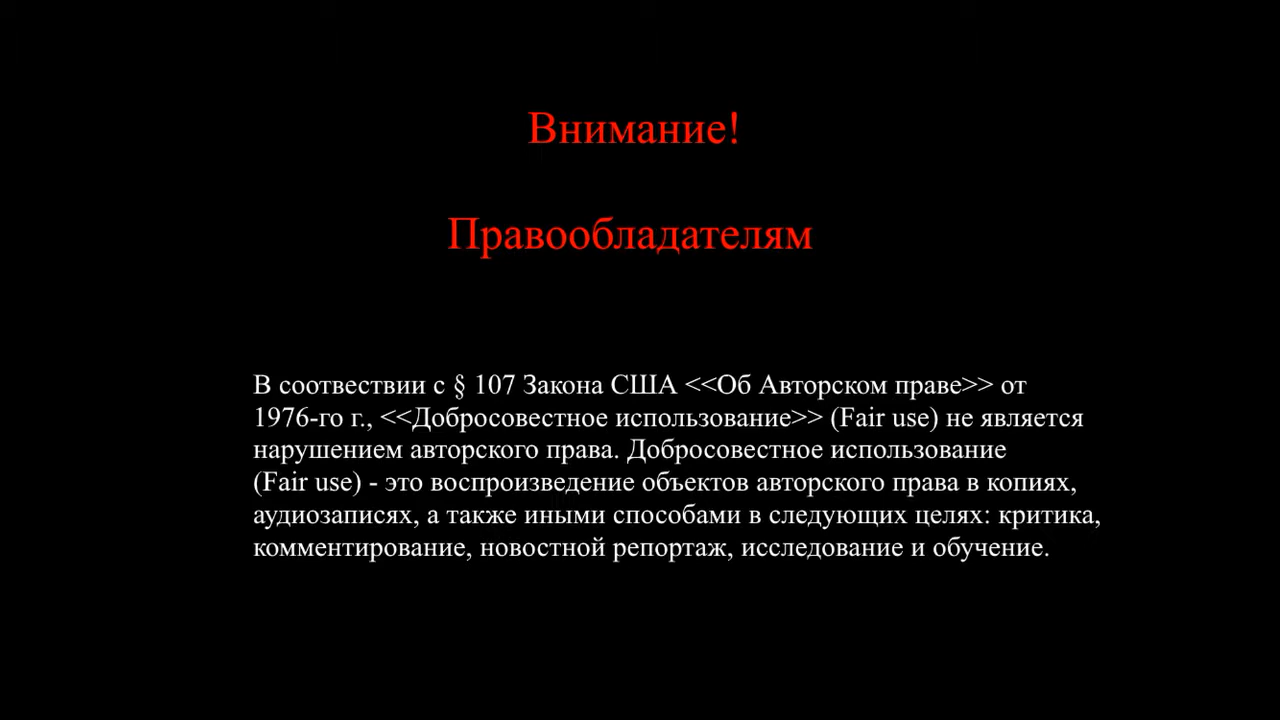 Внимание!
Правообладателям
В соотвествии с § 107 Закона США <<Об Авторском праве>> от
1976-го г., <<Добросовестное использование>> (Fair use) не является
нарушением авторского права. Добросовестное использование
(Fair use) - это воспроизведение объектов авторского права в копиях,
аудиозаписях, а также иными способами в следующих целях: критика,
комментирование, новостной репортаж, исследование и обучение.